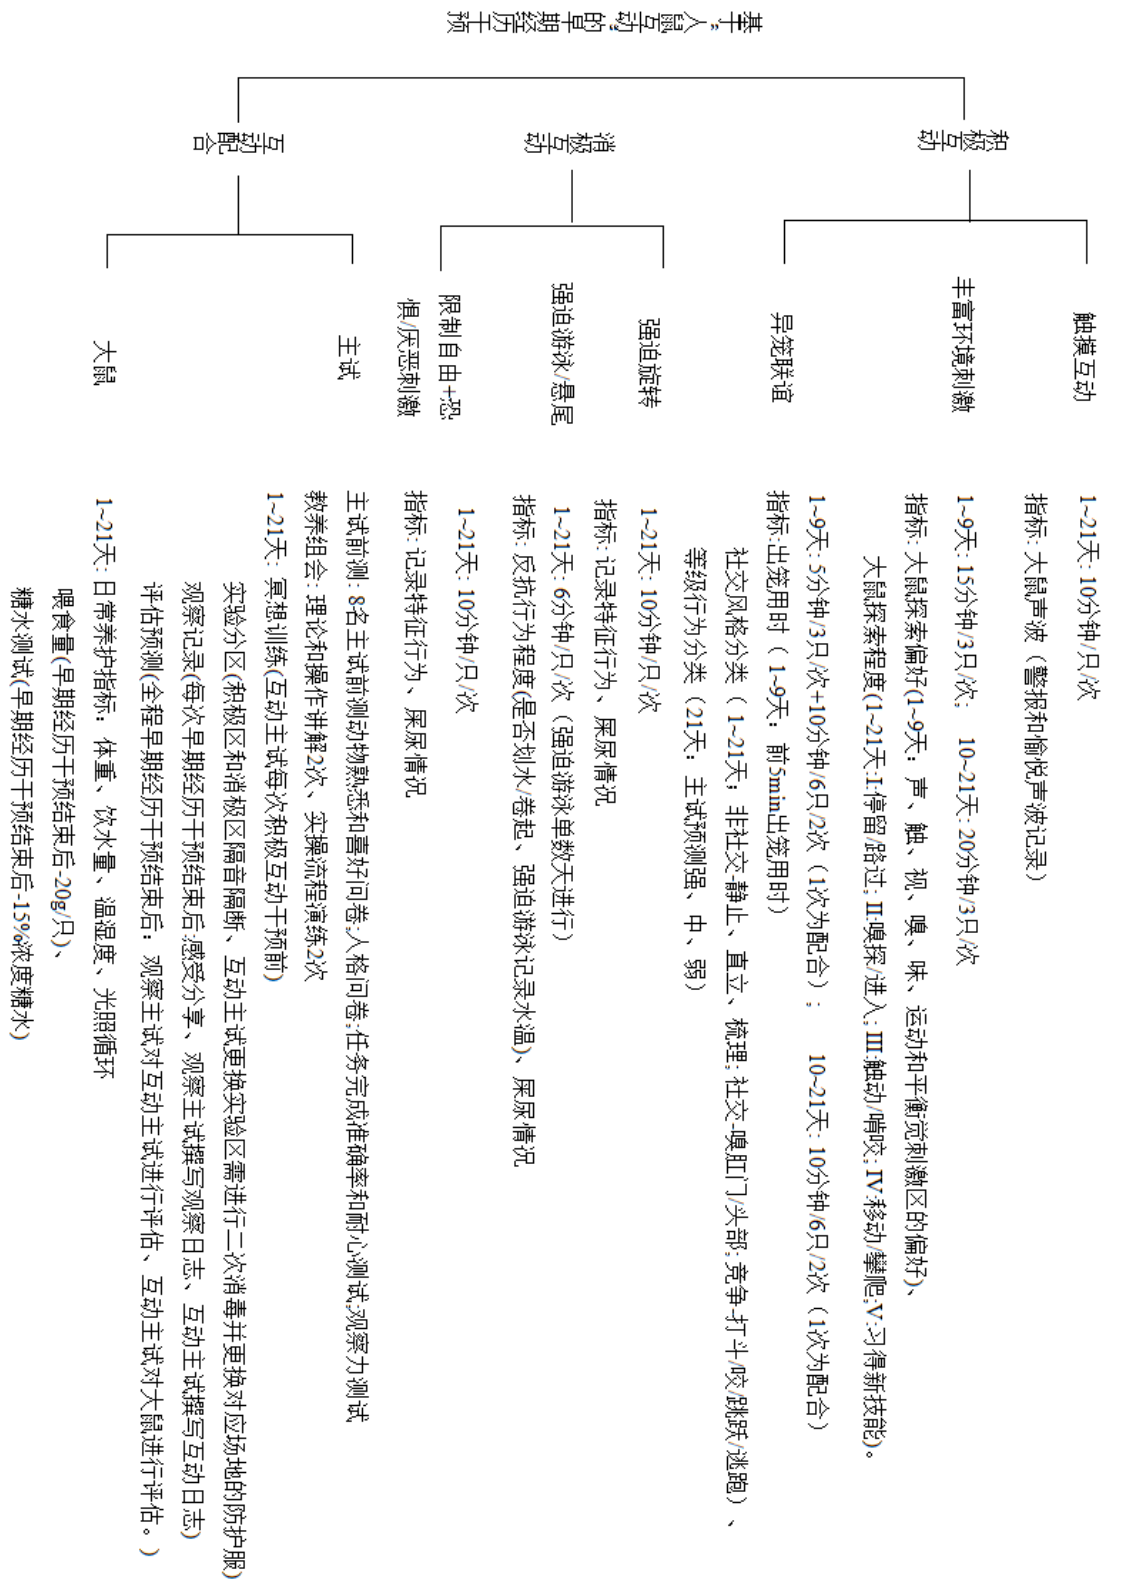 基于“人鼠互动”的早期经历干预
积极互动
触摸互动
1~21天: 10分钟/只/次
指标: 大鼠声波（警报和愉悦声波记录）
丰富环境刺激
1~9天: 15分钟/3只/次; 10~21天: 20分钟/3只/次
指标: 大鼠探索偏好(1~9天: 声、触、视、嗅、味、运动和平衡觉刺激区的偏好)、
大鼠探索程度(1~21天:I:停留/路过; II:嗅探/进入; III:触动/啃咬; IV:移动/攀爬;V:习得新技能)。
异笼联谊
1~9天: 5分钟/3只/次+10分钟/6只/2次（1次为配合）; 10~21天: 10分钟/6只/2次（1次为配合）
指标:出笼用时（1~9天: 前5min出笼用时）
社交风格分类（1~21天: 非社交-静止、直立、梳理; 社交-嗅肛门/头部; 竞争-打斗/咬/跳跃/逃跑）、
等级行为分类（21天: 主试预测强、中、弱）
消极互动
强迫旋转
1~21天: 10分钟/只/次
指标: 记录特征行为、屎尿情况
强迫游泳/悬尾
1~21天: 6分钟/只/次（强迫游泳单数天进行）
指标: 反抗行为程度(是否划水/卷起、强迫游泳记录水温)、屎尿情况
限制自由+恐
惧/厌恶刺激
1~21天: 10分钟/只/次
指标: 记录特征行为、屎尿情况
互动配合
主试
主试前测: 8名主试前测动物熟悉和喜好问卷;人格问卷;任务完成准确率和耐心测试;观察力测试
教养组会: 理论和操作讲解2次、实操流程演练2次
1~21天: 冥想训练(互动主试每次积极互动干预前)
实验分区(积极区和消极区隔音隔断、互动主试更换实验区需进行二次消毒并更换对应场地的防护服)
观察记录(每次早期经历干预结束后:感受分享、观察主试撰写观察日志、互动主试撰写互动日志)
评估预测(全程早期经历干预结束后: 观察主试对互动主试进行评估、互动主试对大鼠进行评估。)
大鼠
1~21天: 日常养护指标: 体重、饮水量、温湿度、光照循环
喂食量(早期经历干预结束后-20g/只)、
糖水测试(早期经历干预结束后-15%浓度糖水)